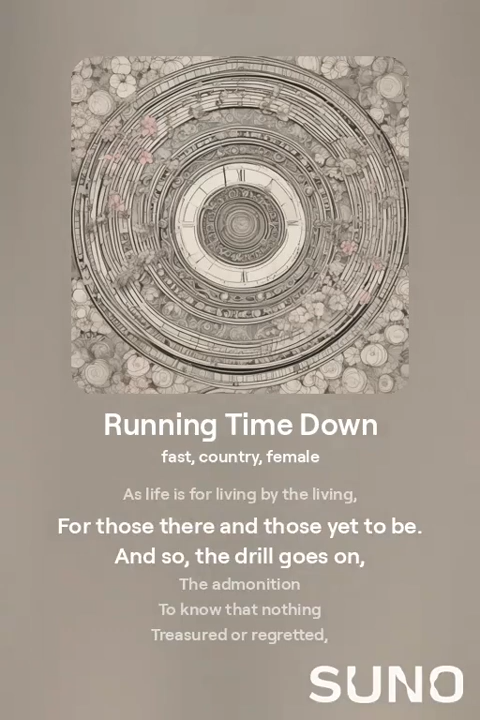 Running Time Down
fast, country, female
As life is for living by the living,
For those there and those yet to be.
And so, the drill goes on,
The admonition
To know that nothing
Treasured or regretted,
SUNO